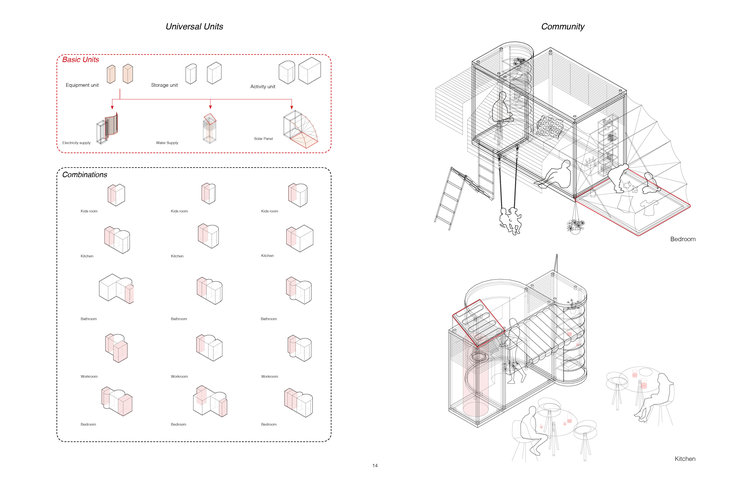 Universal Units
Community
Basic Units
Equipment unit
Storage unit
Activity unit
Electricity supply
Water Supply
Solar Panel
Combinations
Kids room
Kids room
Kids room
Kitchen
Kitchen
Kitchen
Bathroom
Bathroom
Bathroom
Workroom
Workroom
Workroom
Bedroom
Bedroom
Bedroom
Bedroom
Kitchen
14